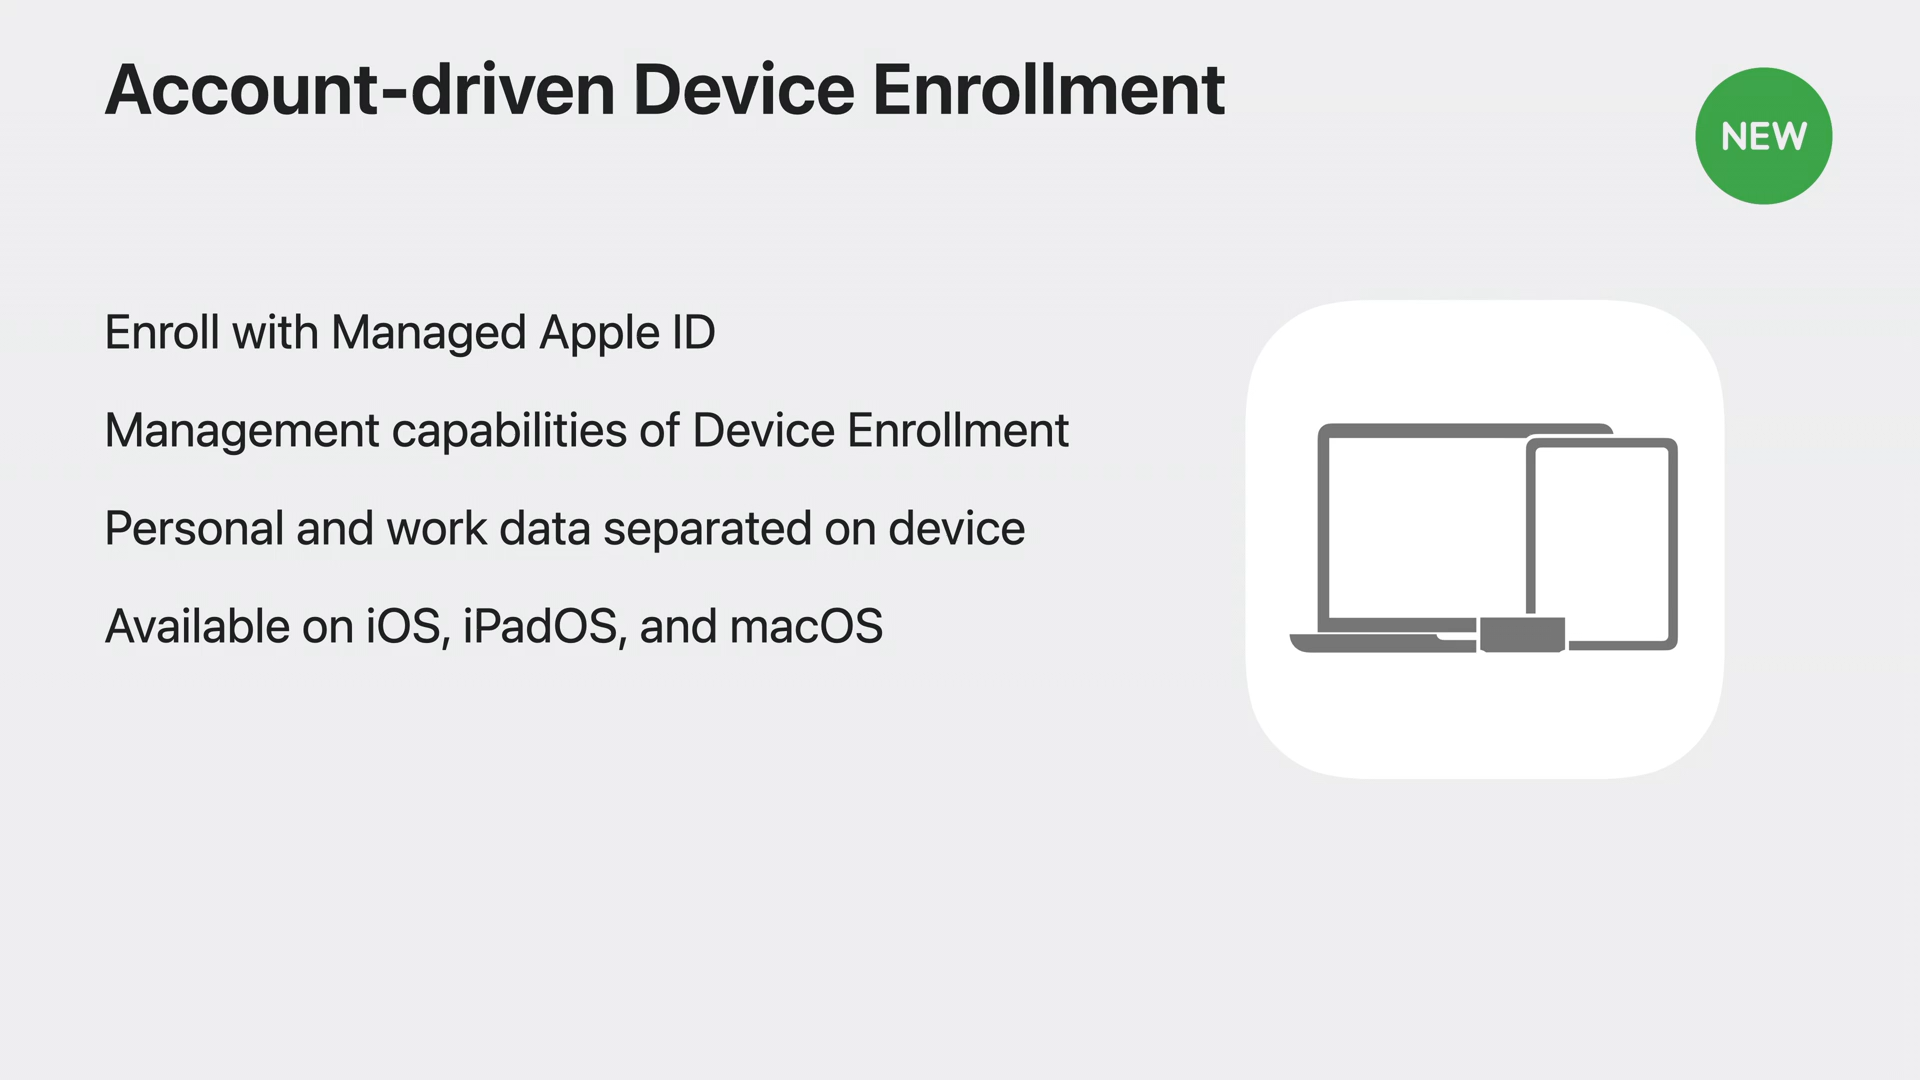 Account-driven Device Enrollment
NEW
Enroll with Managed Apple ID
Management capabilities of Device Enrollment
Personal and work data separated on device
Available on iOS, iPadOS, and macOS